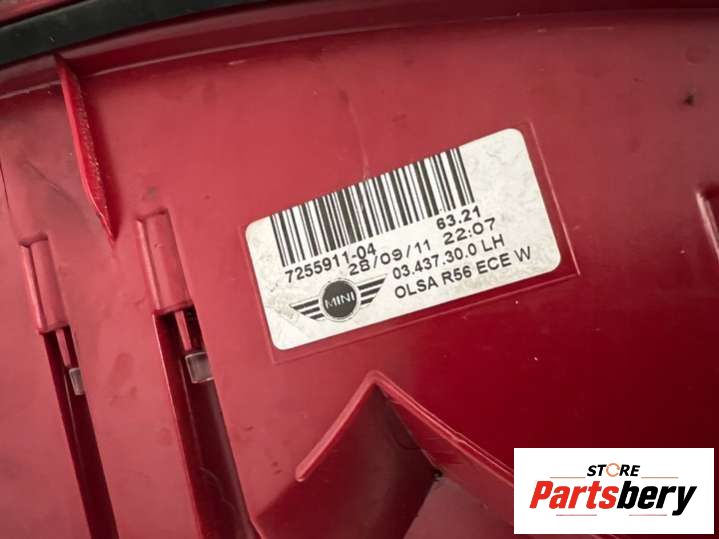 7255911-04 63.21
28/09/11 22:07
03.437.30.0 LH
MINI OLSA R56 ECE W
STORE
Partsbery